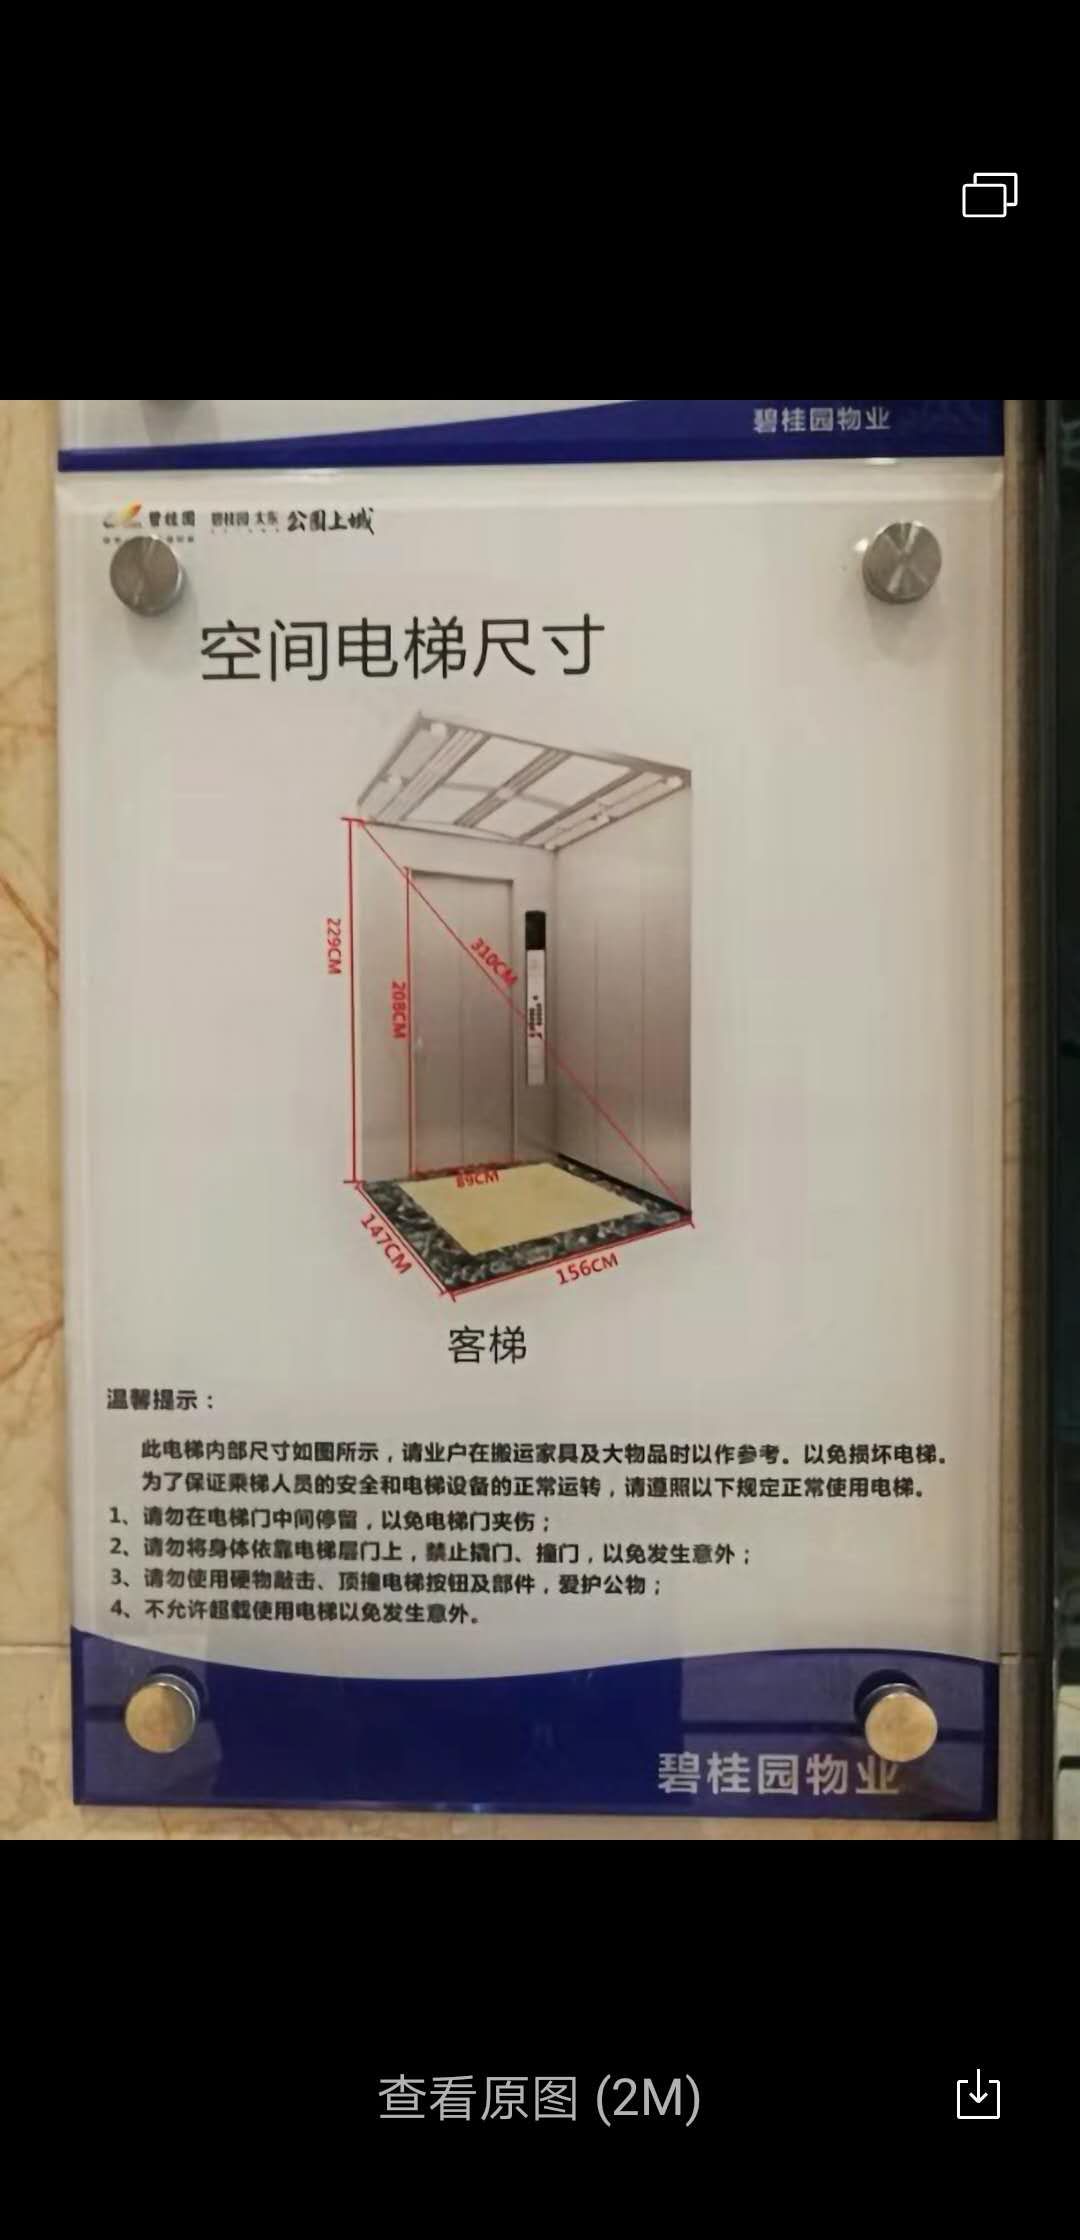 碧桂园物业
碧桂园 碧桂园 太东 公园上城
空间电梯尺寸
229CM
208CM
310CM
89CM
147CM
156CM
客梯
温馨提示：
此电梯内部尺寸如图所示，请业户在搬运家具及大物品时以作参考。以免损坏电梯。
为了保证乘梯人员的安全和电梯设备的正常运转，请遵照以下规定正常使用电梯。
1、请勿在电梯门中间停留，以免电梯门夹伤；
2、请勿将身体依靠电梯层门上，禁止撬门、撞门，以免发生意外；
3、请勿使用硬物敲击、顶撞电梯按钮及部件，爱护公物；
4、不允许超载使用电梯以免发生意外。
碧桂园物业
查看原图 (2M)